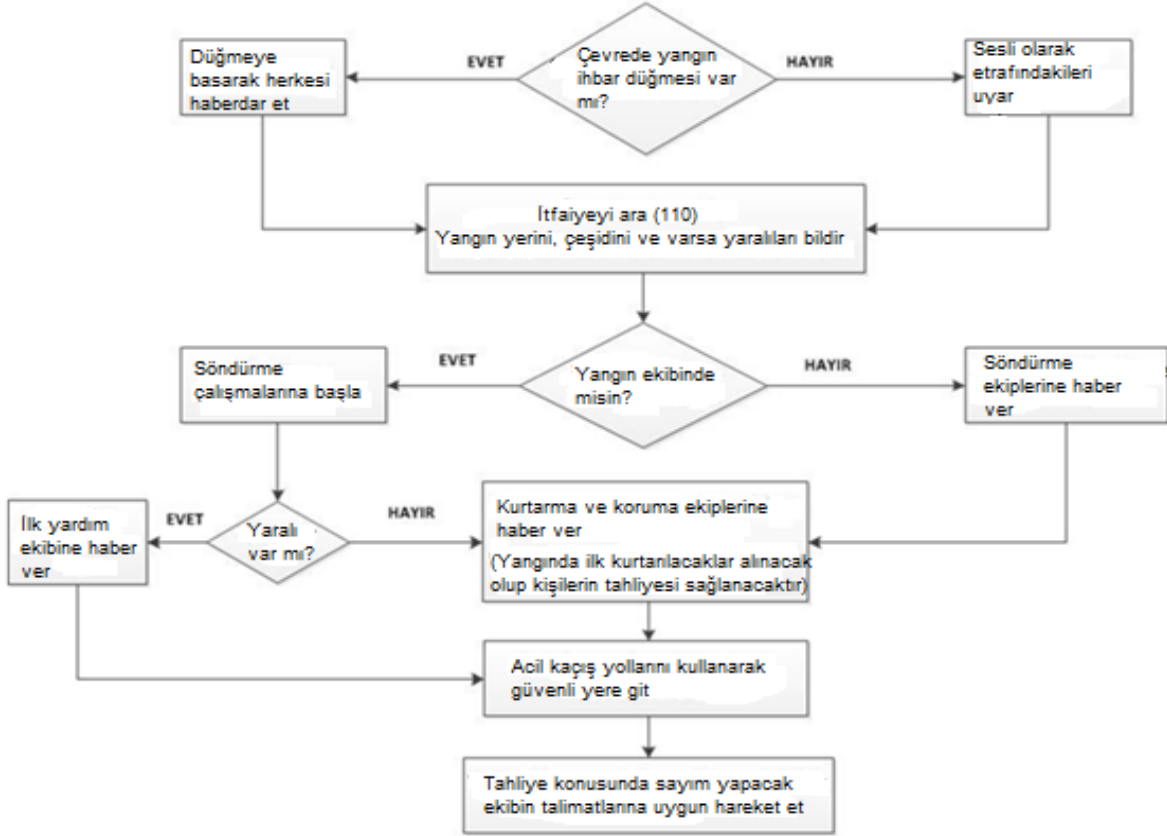 Düğmeye
basarak herkesi
haberdar et
EVET
Çevrede yangın
ihbar düğmesi var
mı?
HAYIR
Sesli olarak
etrafındakileri
uyar
İtfaiyeyi ara (110)
Yangın yerini, çeşidini ve varsa yaralıları bildir
Söndürme
çalışmalarına başla
EVET
Yangın ekibinde
misin?
HAYIR
Söndürme
ekiplerine haber
ver
İlk yardım
ekibine haber
ver
EVET
Yaralı
var mı?
HAYIR
Kurtarma ve koruma ekiplerine
haber ver
(Yangında ilk kurtarılacaklar alınacak
olup kişilerin tahliyesi sağlanacaktır)
Acil kaçış yollarını kullanarak
güvenli yere git
Tahliye konusunda sayım yapacak
ekibin talimatlarına uygun hareket et